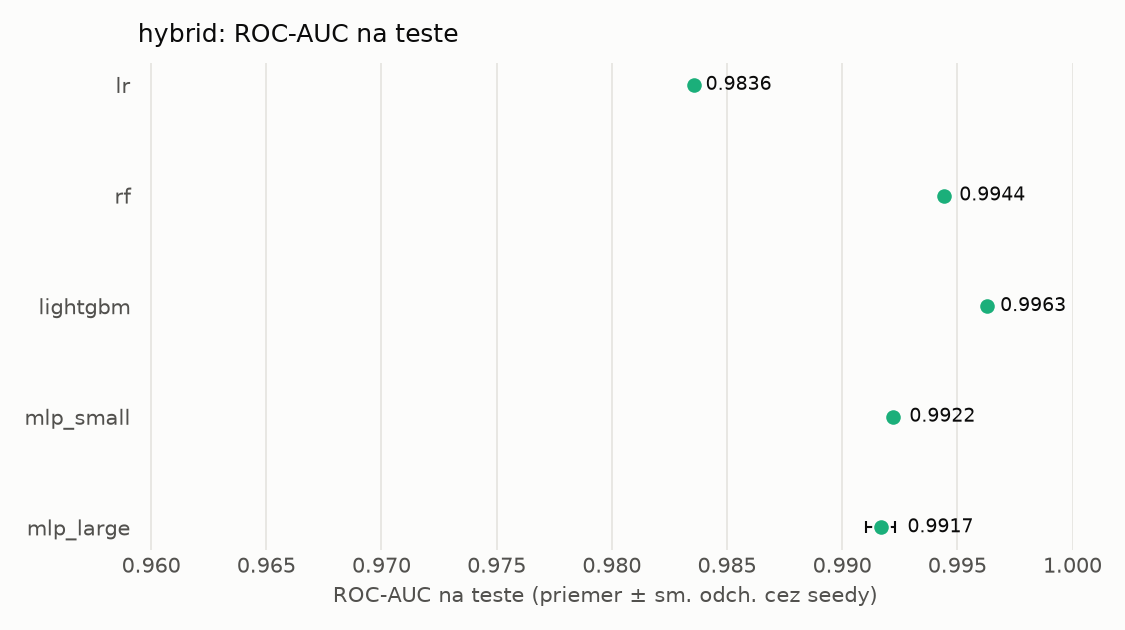 hybrid: ROC-AUC na teste
lr
0.9836
rf
0.9944
lightgbm
0.9963
mlp_small
0.9922
mlp_large
0.9917
0.960 0.965 0.970 0.975 0.980 0.985 0.990 0.995 1.000
ROC-AUC na teste (priemer ± sm. odch. cez seedy)